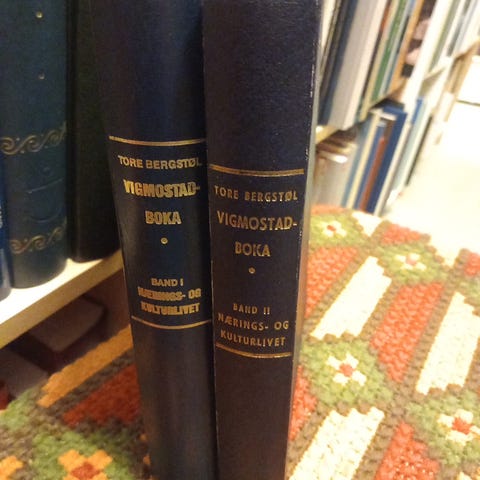 TORE BERGSTØL
VIGMOSTAD-
BOKA
BAND I
NÆRINGS- OG
KULTURLIVET
TORE BERGSTØL
VIGMOSTAD-
BOKA
BAND II
NÆRINGS- OG
KULTURLIVET